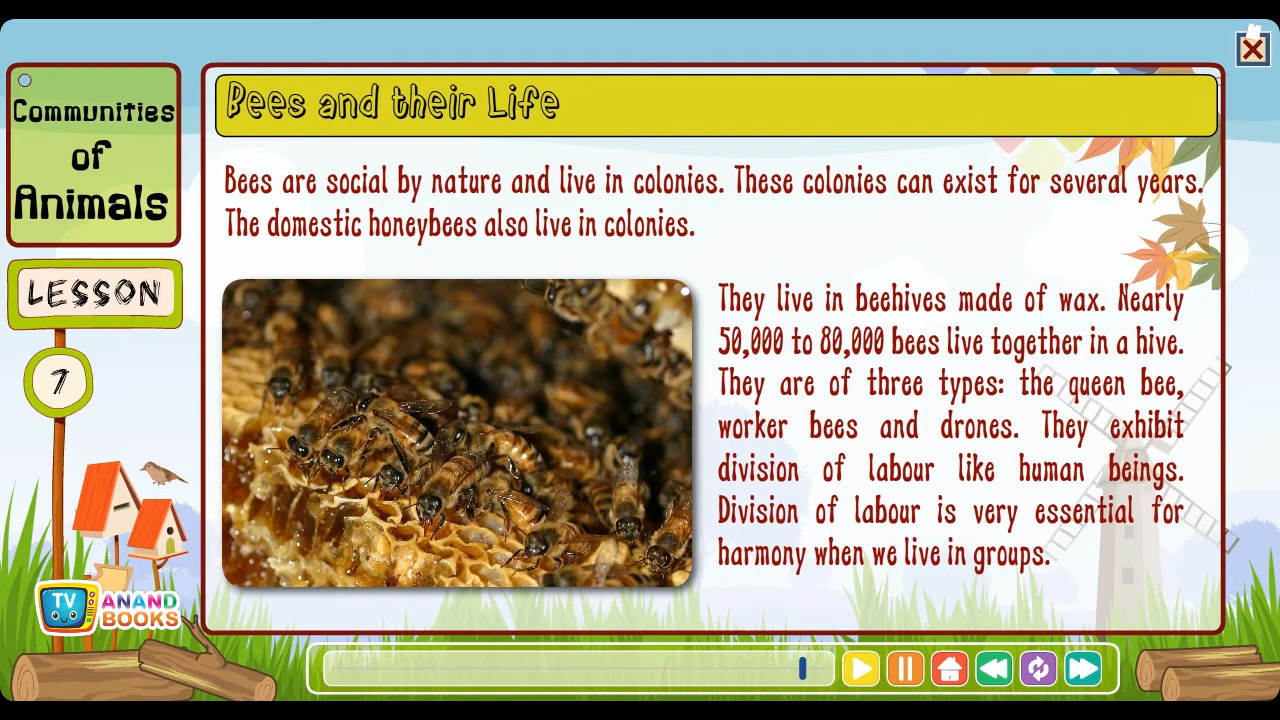 Communities
of
Animals
LESSON
7
Bees and their Life
Bees are social by nature and live in colonies. These colonies can exist for several years.
The domestic honeybees also live in colonies.
They live in beehives made of wax. Nearly
50,000 to 80,000 bees live together in a hive.
They are of three types: the queen bee,
worker bees and drones. They exhibit
division of labour like human beings.
Division of labour is very essential for
harmony when we live in groups.
TV
ANAND
BOOKS